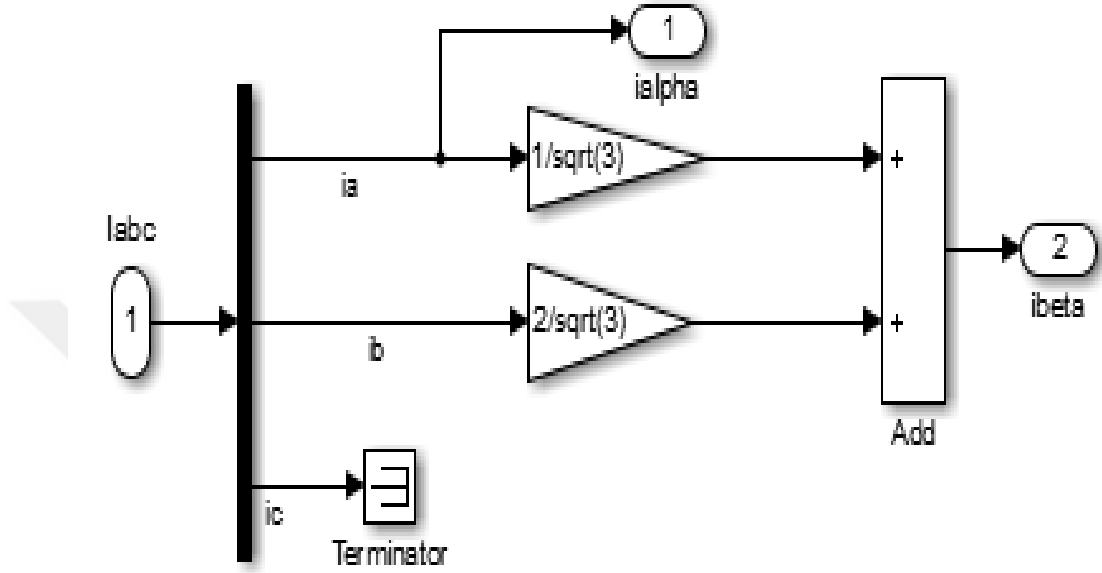 1
ialpha
1/sqrt(3)
+
ia
Iabc
1
2
ibeta
2/sqrt(3)
+
ib
Add
ic
Terminator